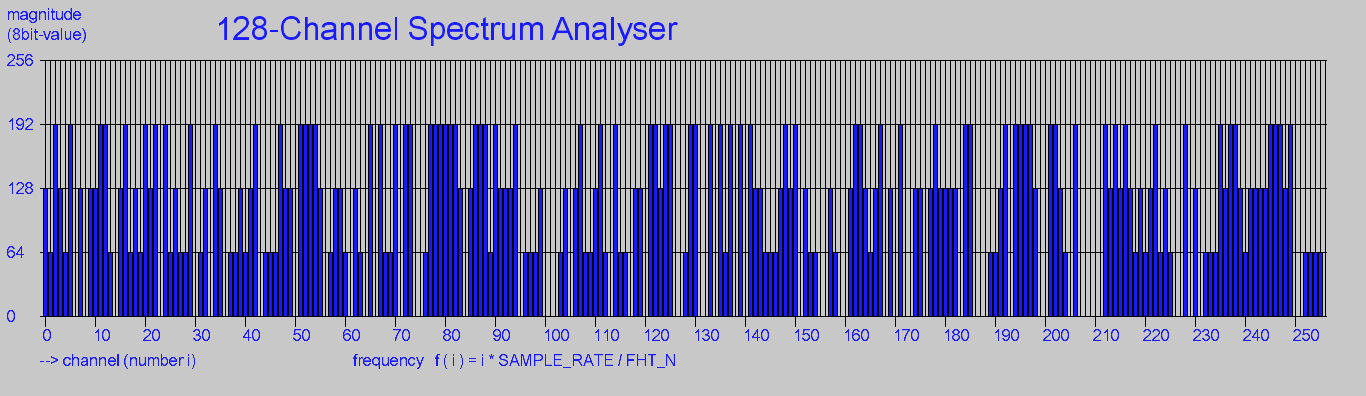 magnitude
(8bit-value)
128-Channel Spectrum Analyser
256
192
128
64
0
0 10 20 30 40 50 60 70 80 90 100 110 120 130 140 150 160 170 180 190 200 210 220 230 240 250
--> channel (number i)
frequency f ( i ) = i * SAMPLE_RATE / FHT_N